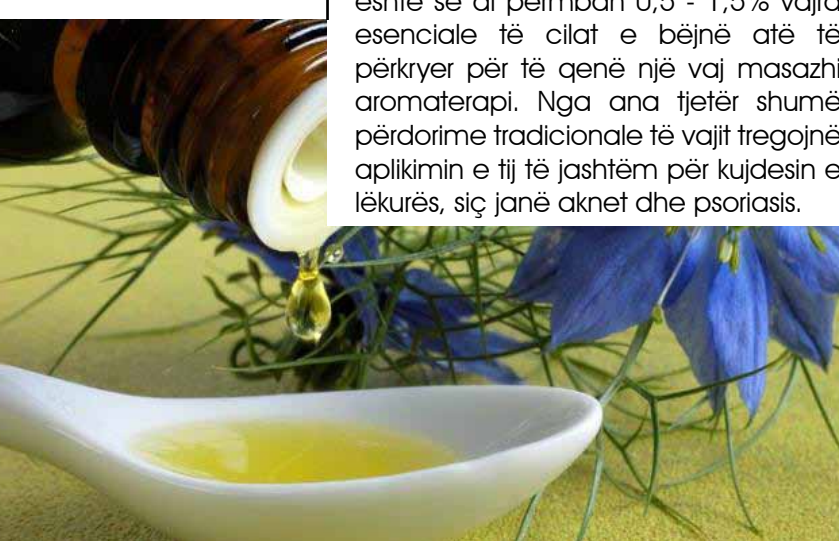 është se ai përmban 0,5 - 1,5% vajra
esenciale të cilat e bëjnë atë të
përkryer për të qenë një vaj masazhi
aromaterapi. Nga ana tjetër shumë
përdorime tradicionale të vajit tregojnë
aplikimin e tij të jashtëm për kujdesin e
lëkurës, siç janë aknet dhe psoriasis.